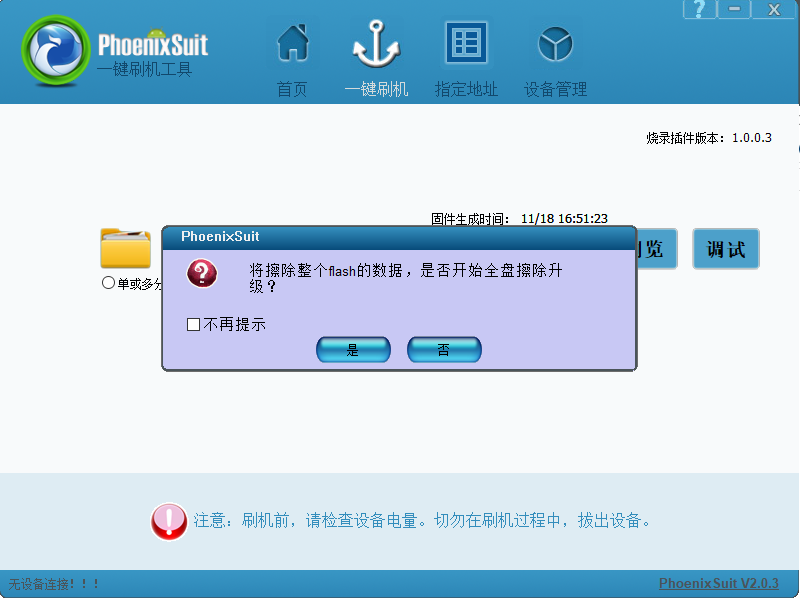 PhoenixSuit
一键刷机工具
首页
一键刷机
指定地址
设备管理
?
烧录插件版本：1.0.0.3
固件生成时间： 11/18 16:51:23
览
调试
单或多分
PhoenixSuit
将擦除整个flash的数据，是否开始全盘擦除升
级？
不再提示
是
否
注意：刷机前，请检查设备电量。切勿在刷机过程中，拔出设备。
无设备连接！！！
PhoenixSuit V2.0.3